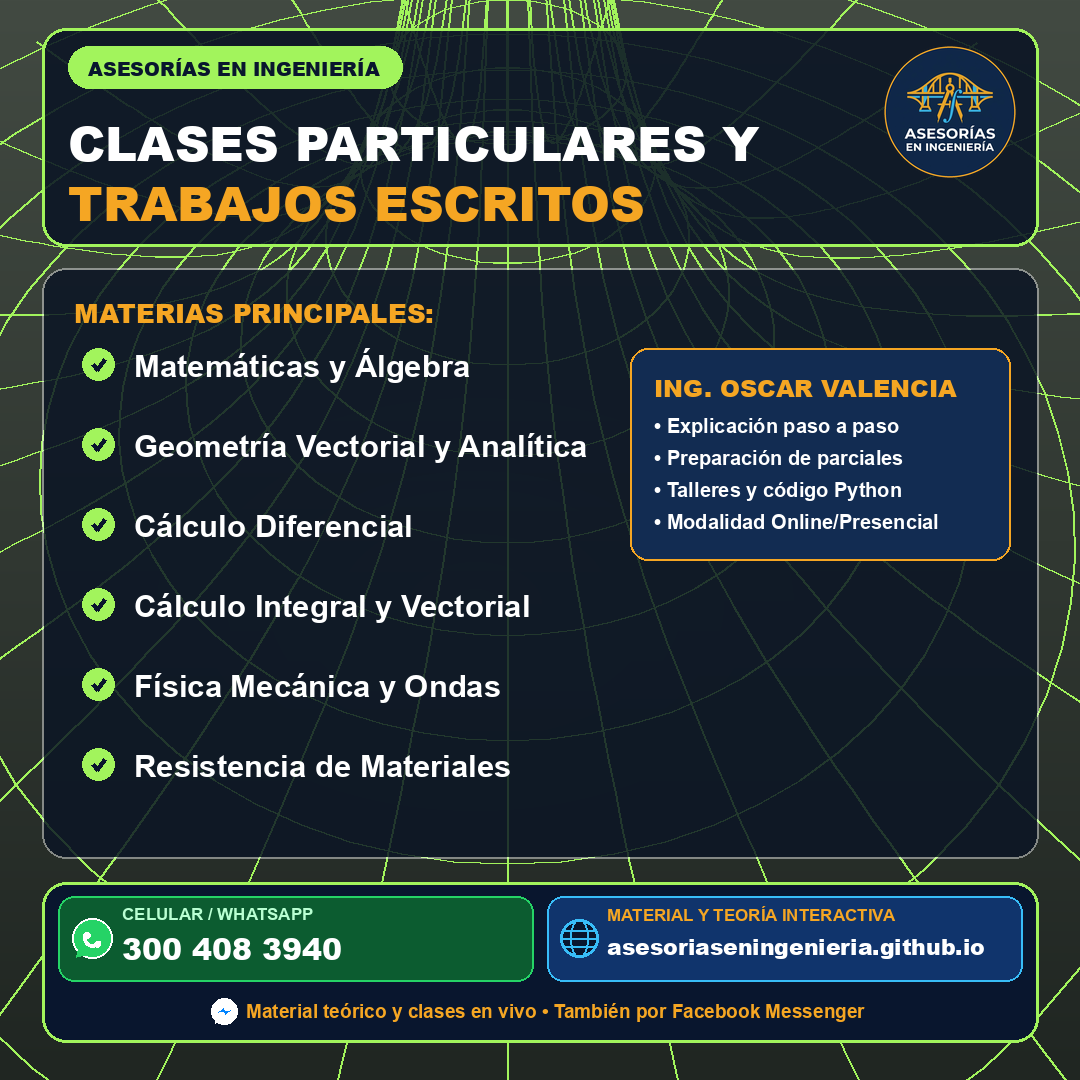 ASESORÍAS EN INGENIERÍA
CLASES PARTICULARES Y
TRABAJOS ESCRITOS
ASESORÍAS
EN INGENIERÍA
MATERIAS PRINCIPALES:
Matemáticas y Álgebra
Geometría Vectorial y Analítica
Cálculo Diferencial
Cálculo Integral y Vectorial
Física Mecánica y Ondas
Resistencia de Materiales
ING. OSCAR VALENCIA
• Explicación paso a paso
• Preparación de parciales
• Talleres y código Python
• Modalidad Online/Presencial
CELULAR / WHATSAPP
300 408 3940
MATERIAL Y TEORÍA INTERACTIVA
asesoriaseningenieria.github.io
Material teórico y clases en vivo • También por Facebook Messenger